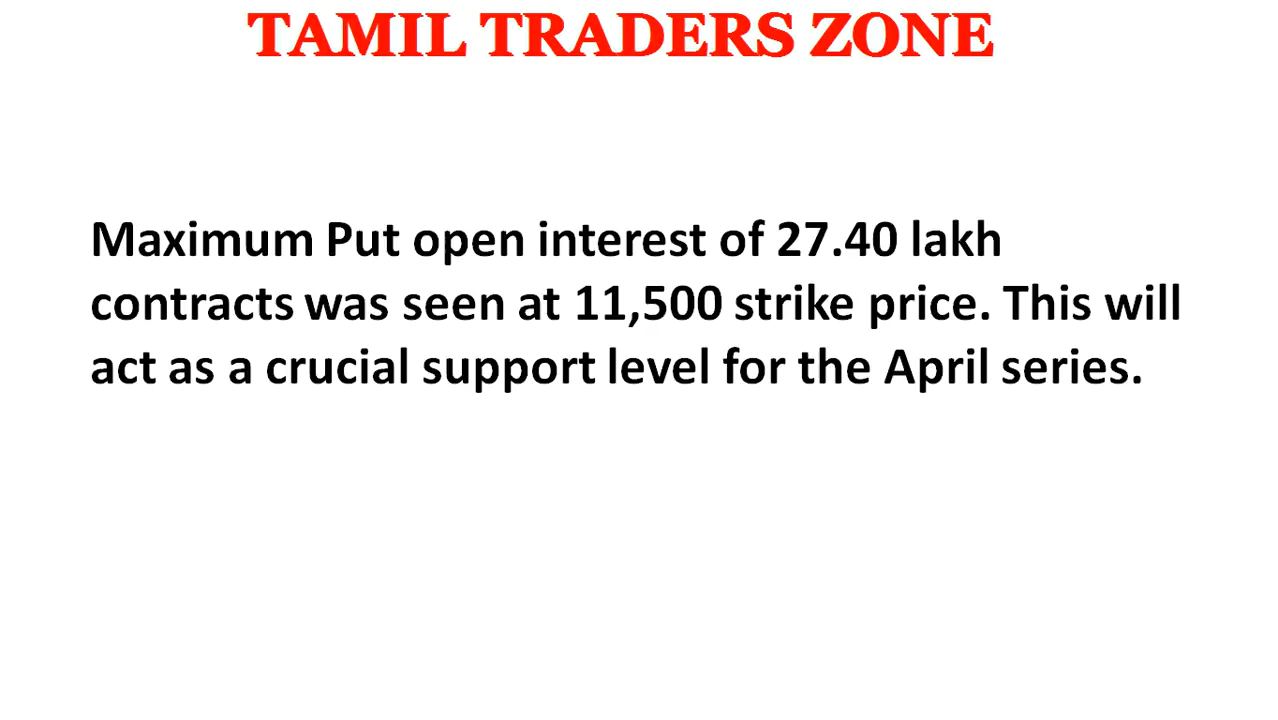 TAMIL TRADERS ZONE
Maximum Put open interest of 27.40 lakh
contracts was seen at 11,500 strike price. This will
act as a crucial support level for the April series.